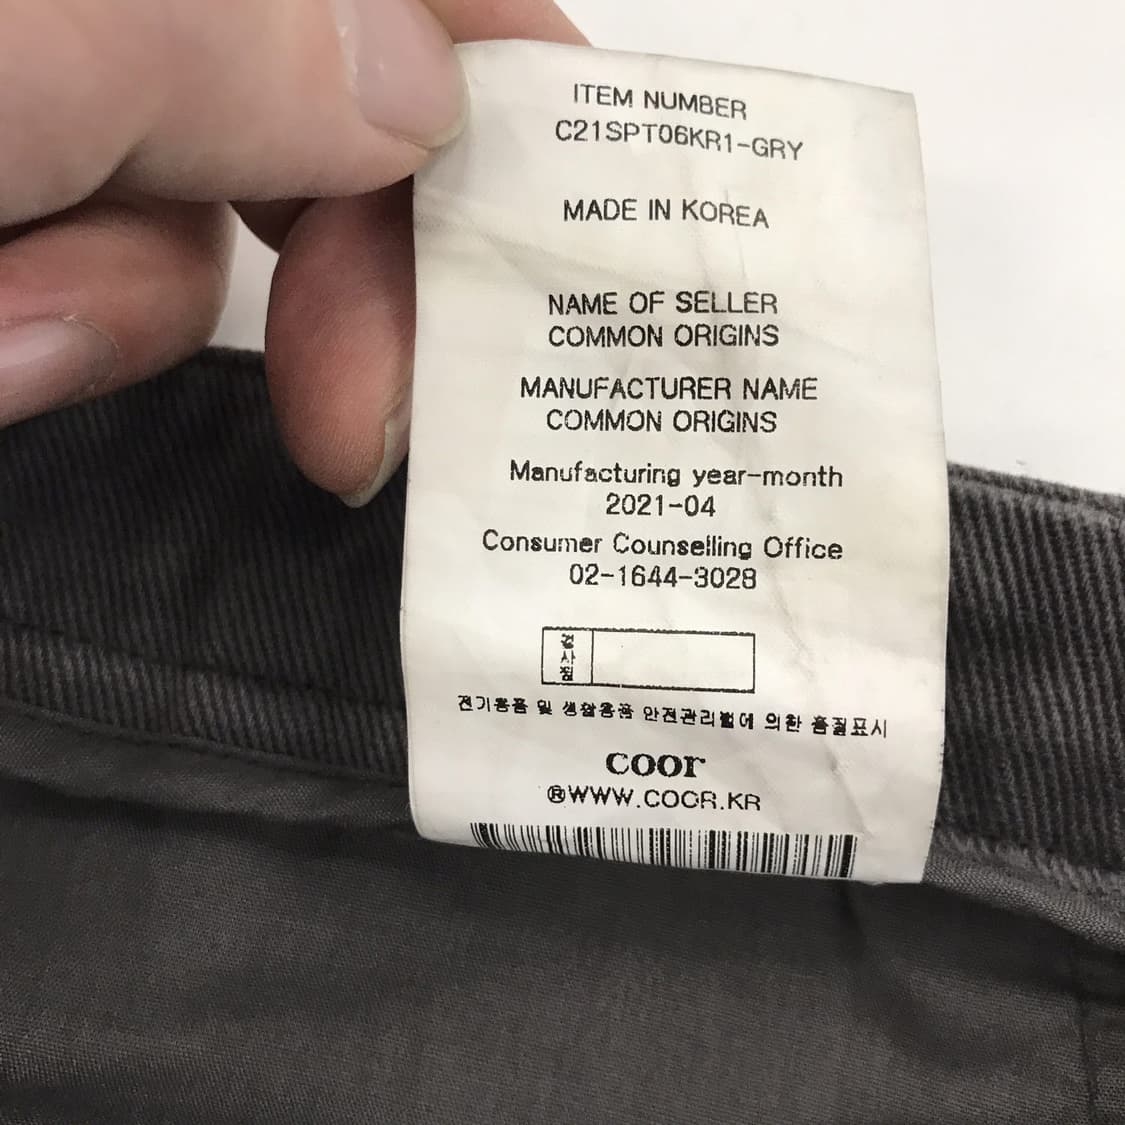 ITEM NUMBER
C21SPT06KR1-GRY
MADE IN KOREA
NAME OF SELLER
COMMON ORIGINS
MANUFACTURER NAME
COMMON ORIGINS
Manufacturing year-month
2021-04
Consumer Counselling Office
02-1644-3028
검사필
전기용품 및 생활용품 안전관리법에 의한 품질표시
coor
®WWW.COOR.KR